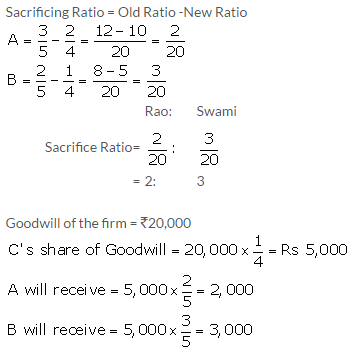 Sacrificing Ratio = Old Ratio -New Ratio
A = 3/5 - 2/4 = 12 – 10/20 = 2/20
B = 2/5 - 1/4 = 8 – 5/20 = 3/20
Rao: Swami
Sacrifice Ratio= 2/20 : 3/20
= 2: 3
Goodwill of the firm = ₹20,000
C's share of Goodwill = 20,000 x 1/4 = Rs 5,000
A will receive = 5,000 x 2/5 = 2,000
B will receive = 5,000 x 3/5 = 3,000